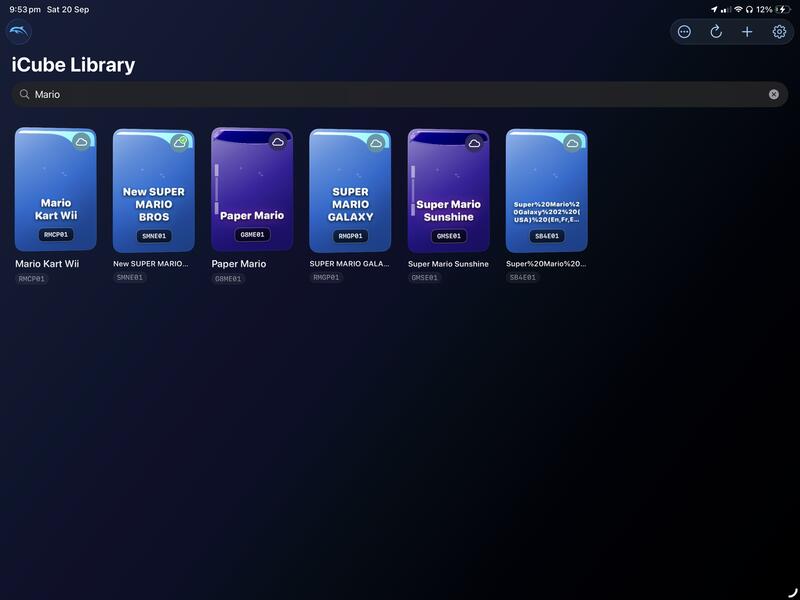 9:53 pm Sat 20 Sep
12%
iCube Library
Mario
Mario
Kart Wii
RMCP01
New SUPER
MARIO
BROS
SMNE01
Paper Mario
G8ME01
SUPER
MARIO
GALAXY
RMGP01
Super Mario
Sunshine
GMSE01
Super%20Mario%2
0Galaxy%202%20(
USA)%20(En,Fr,E...
SB4E01
Mario Kart Wii
RMCP01
New SUPER MARIO...
SMNE01
Paper Mario
G8ME01
SUPER MARIO GALA...
RMGP01
Super Mario Sunshine
GMSE01
Super%20Mario%20...
SB4E01